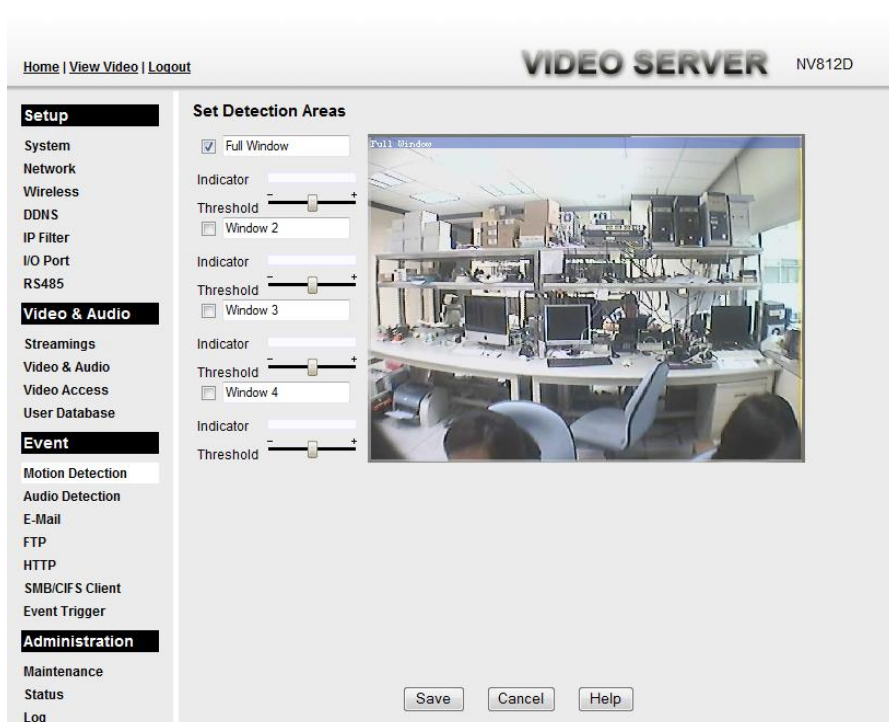 Home | View Video | Logout
VIDEO SERVER NV812D
Setup
System
Network
Wireless
DDNS
IP Filter
I/O Port
RS485
Video & Audio
Streamings
Video & Audio
Video Access
User Database
Event
Motion Detection
Audio Detection
E-Mail
FTP
HTTP
SMB/CIFS Client
Event Trigger
Administration
Maintenance
Status
Log
Set Detection Areas
Full Window
Indicator
Threshold - +
Window 2
Indicator
Threshold - +
Window 3
Indicator
Threshold - +
Window 4
Indicator
Threshold - +
Full Window
Save Cancel Help